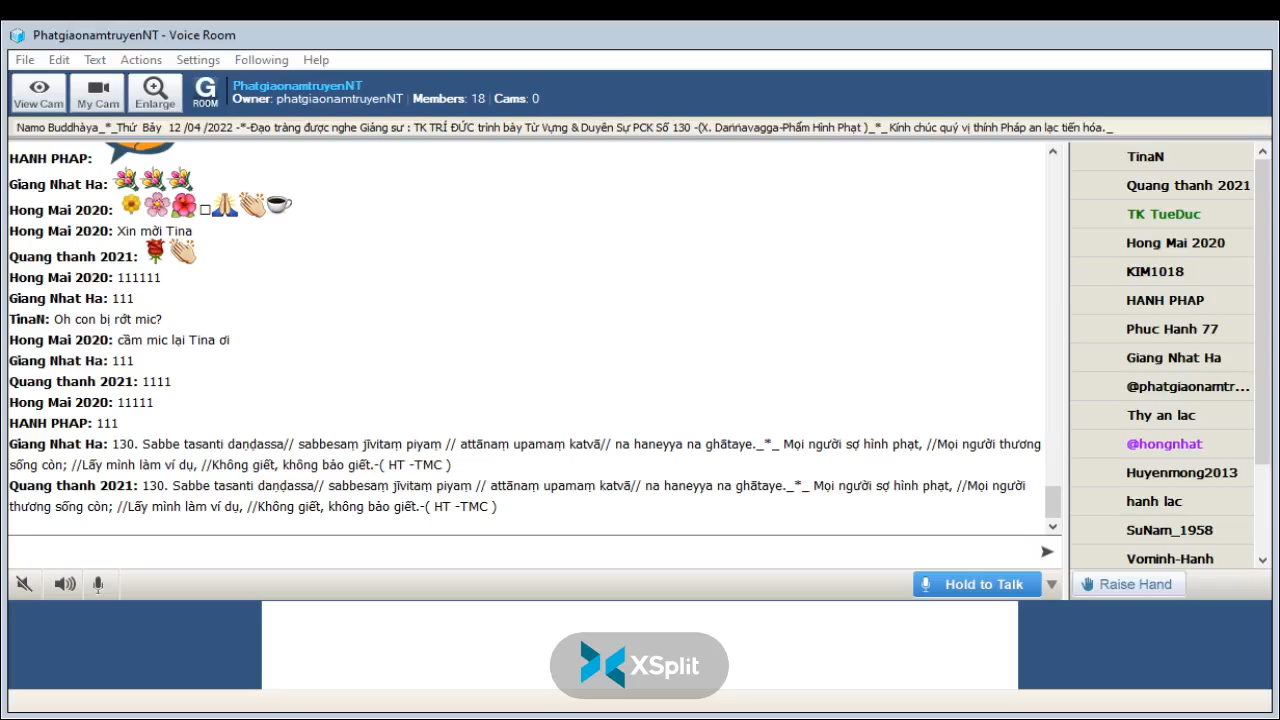 PhatgiaonamtruyenNT - Voice Room
File Edit Text Actions Settings Following Help
View Cam My Cam Enlarge G ROOM
PhatgiaonamtruyenNT
Owner: phatgiaonamtruyenNT | Members: 18 | Cams: 0
Namo Buddhàya_*_Thứ Bảy 12 /04 /2022 -*-Đạo tràng được nghe Giảng sư : TK TRÍ ĐỨC trình bày Từ Vựng & Duyên Sự PCK Số 130 -(X. Daṇṇavagga-Phẩm Hình Phạt )_*_ Kính chúc quý vị thính Pháp an lạc tiến hóa._
HANH PHAP:
Giang Nhat Ha:
Hong Mai 2020:
Hong Mai 2020: Xin mời Tina
Quang thanh 2021:
Hong Mai 2020: 111111
Giang Nhat Ha: 111
TinaN: Oh con bị rớt mic?
Hong Mai 2020: cầm mic lại Tina ơi
Giang Nhat Ha: 111
Quang thanh 2021: 1111
Hong Mai 2020: 11111
HANH PHAP: 111
Giang Nhat Ha: 130. Sabbe tasanti daṇḍassa// sabbesaṃ jīvitaṃ piyaṃ // attānaṃ upamaṃ katvā// na haneyya na ghātaye._*_ Mọi người sợ hình phạt, //Mọi người thương
sống còn; //Lấy mình làm ví dụ, //Không giết, không bảo giết.-( HT -TMC )
Quang thanh 2021: 130. Sabbe tasanti daṇḍassa// sabbesaṃ jīvitaṃ piyaṃ // attānaṃ upamaṃ katvā// na haneyya na ghātaye._*_ Mọi người sợ hình phạt, //Mọi người
thương sống còn; //Lấy mình làm ví dụ, //Không giết, không bảo giết.-( HT -TMC )
TinaN
Quang thanh 2021
TK TueDuc
Hong Mai 2020
KIM1018
HANH PHAP
Phuc Hanh 77
Giang Nhat Ha
@phatgiaonamtr...
Thy an lac
@hongnhat
Huyenmong2013
hanh lac
SuNam_1958
Vominh-Hanh
Hold to Talk
Raise Hand
XSplit